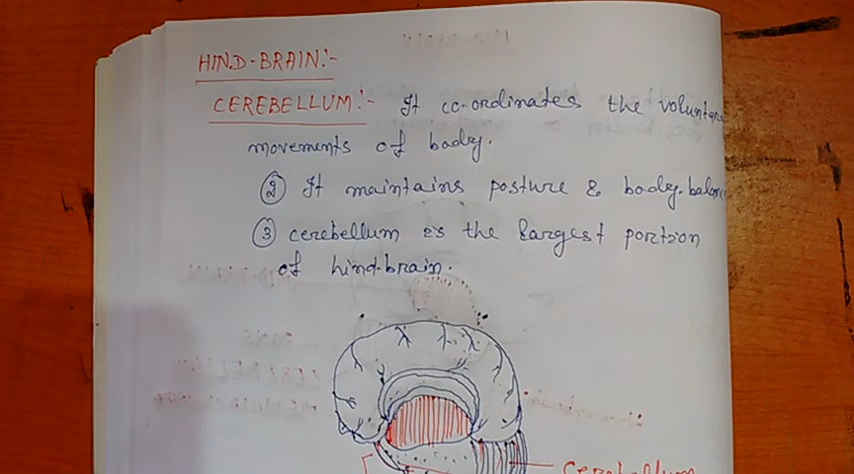 HIND-BRAIN:-
CEREBELLUM:- It co-ordinates the voluntary
movements of body.
② It maintains posture & body-balance
③ cerebellum is the largest portion
of hind-brain.
Cerebellum